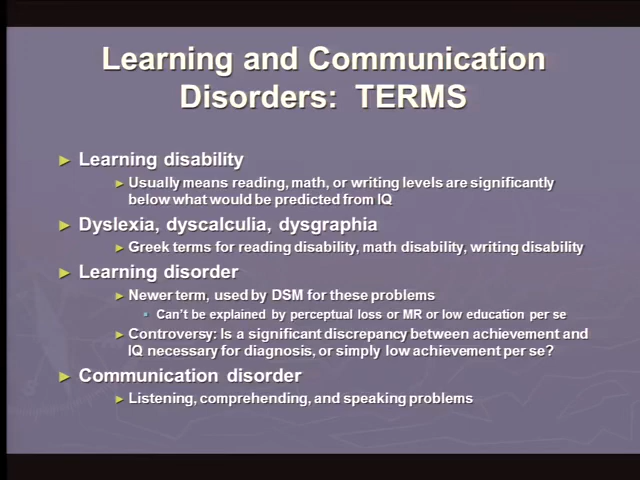 Learning and Communication
Disorders: TERMS
Learning disability
Usually means reading, math, or writing levels are significantly
below what would be predicted from IQ
Dyslexia, dyscalculia, dysgraphia
Greek terms for reading disability, math disability, writing disability
Learning disorder
Newer term, used by DSM for these problems
Can't be explained by perceptual loss or MR or low education per se
Controversy: Is a significant discrepancy between achievement and
IQ necessary for diagnosis, or simply low achievement per se?
Communication disorder
Listening, comprehending, and speaking problems